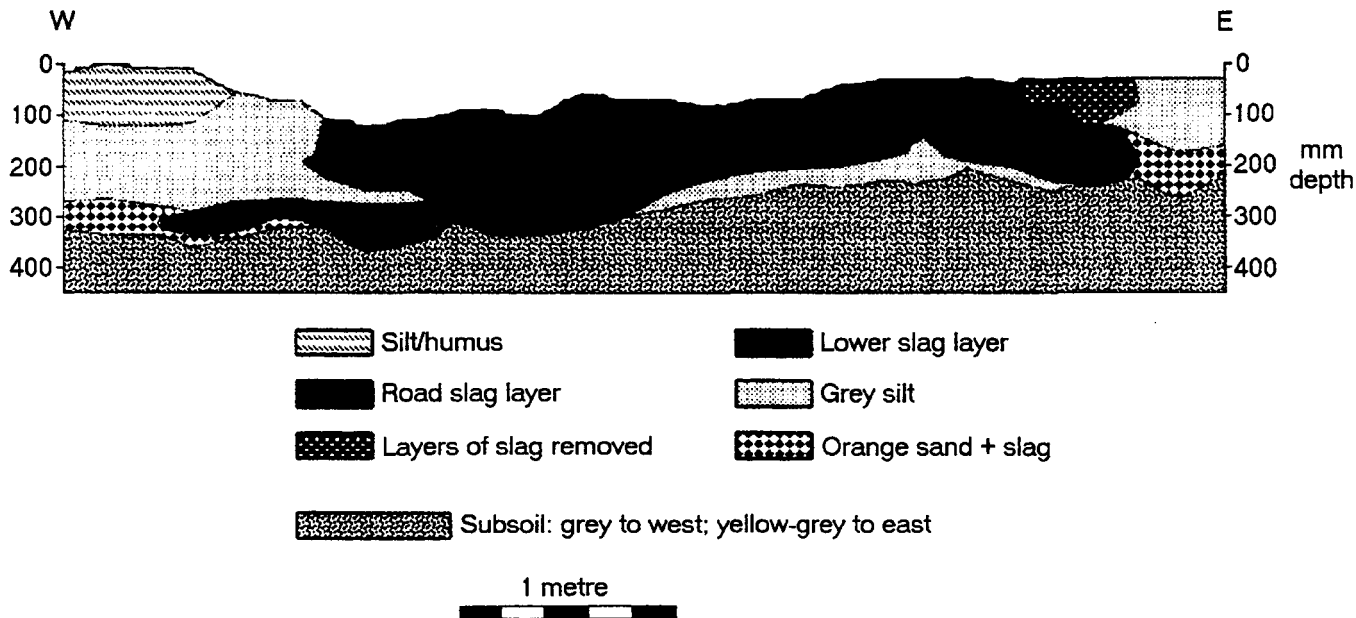 W E
0 0
100 100
200 200
300 300
400 400
mm
depth
Silt/humus Lower slag layer
Road slag layer Grey silt
Layers of slag removed Orange sand + slag
Subsoil: grey to west; yellow-grey to east
1 metre